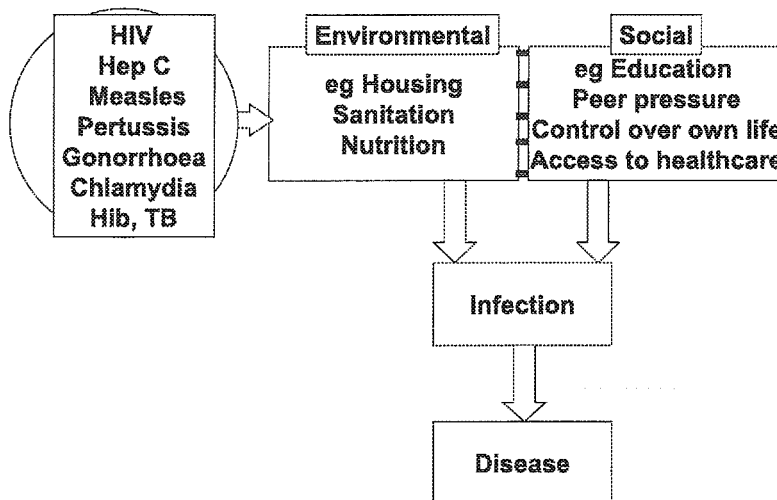 HIV
Hep C
Measles
Pertussis
Gonorrhoea
Chlamydia
Hib, TB
Environmental
eg Housing
Sanitation
Nutrition
Social
eg Education
Peer pressure
Control over own life
Access to healthcare
Infection
Disease